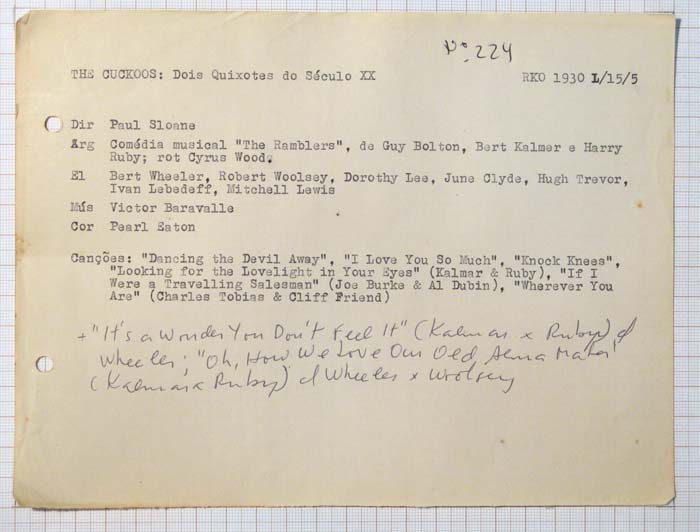 Nº 224
THE CUCKOOS: Dois Quixotes do Século XX RKO 1930 L/15/5
Dir Paul Sloane
Arg Comédia musical "The Ramblers", de Guy Bolton, Bert Kalmer e Harry
Ruby; rot Cyrus Wood.
El Bert Wheeler, Robert Woolsey, Dorothy Lee, June Clyde, Hugh Trevor,
Ivan Lebedeff, Mitchell Lewis
Mús Victor Baravalle
Cor Pearl Eaton
Canções: "Dancing the Devil Away", "I Love You So Much", "Knock Knees",
"Looking for the Lovelight in Your Eyes" (Kalmar & Ruby), "If I
Were a Travelling Salesman" (Joe Burke & Al Dubin), "Wherever You
Are" (Charles Tobias & Cliff Friend)
+ "It's a Wonder You Don't Feel It" (Kalmar x Ruby) d
Wheeler; "Oh, How We Love Our Old Alma Mater"
(Kalmar x Ruby) d Wheeler x Woolsey